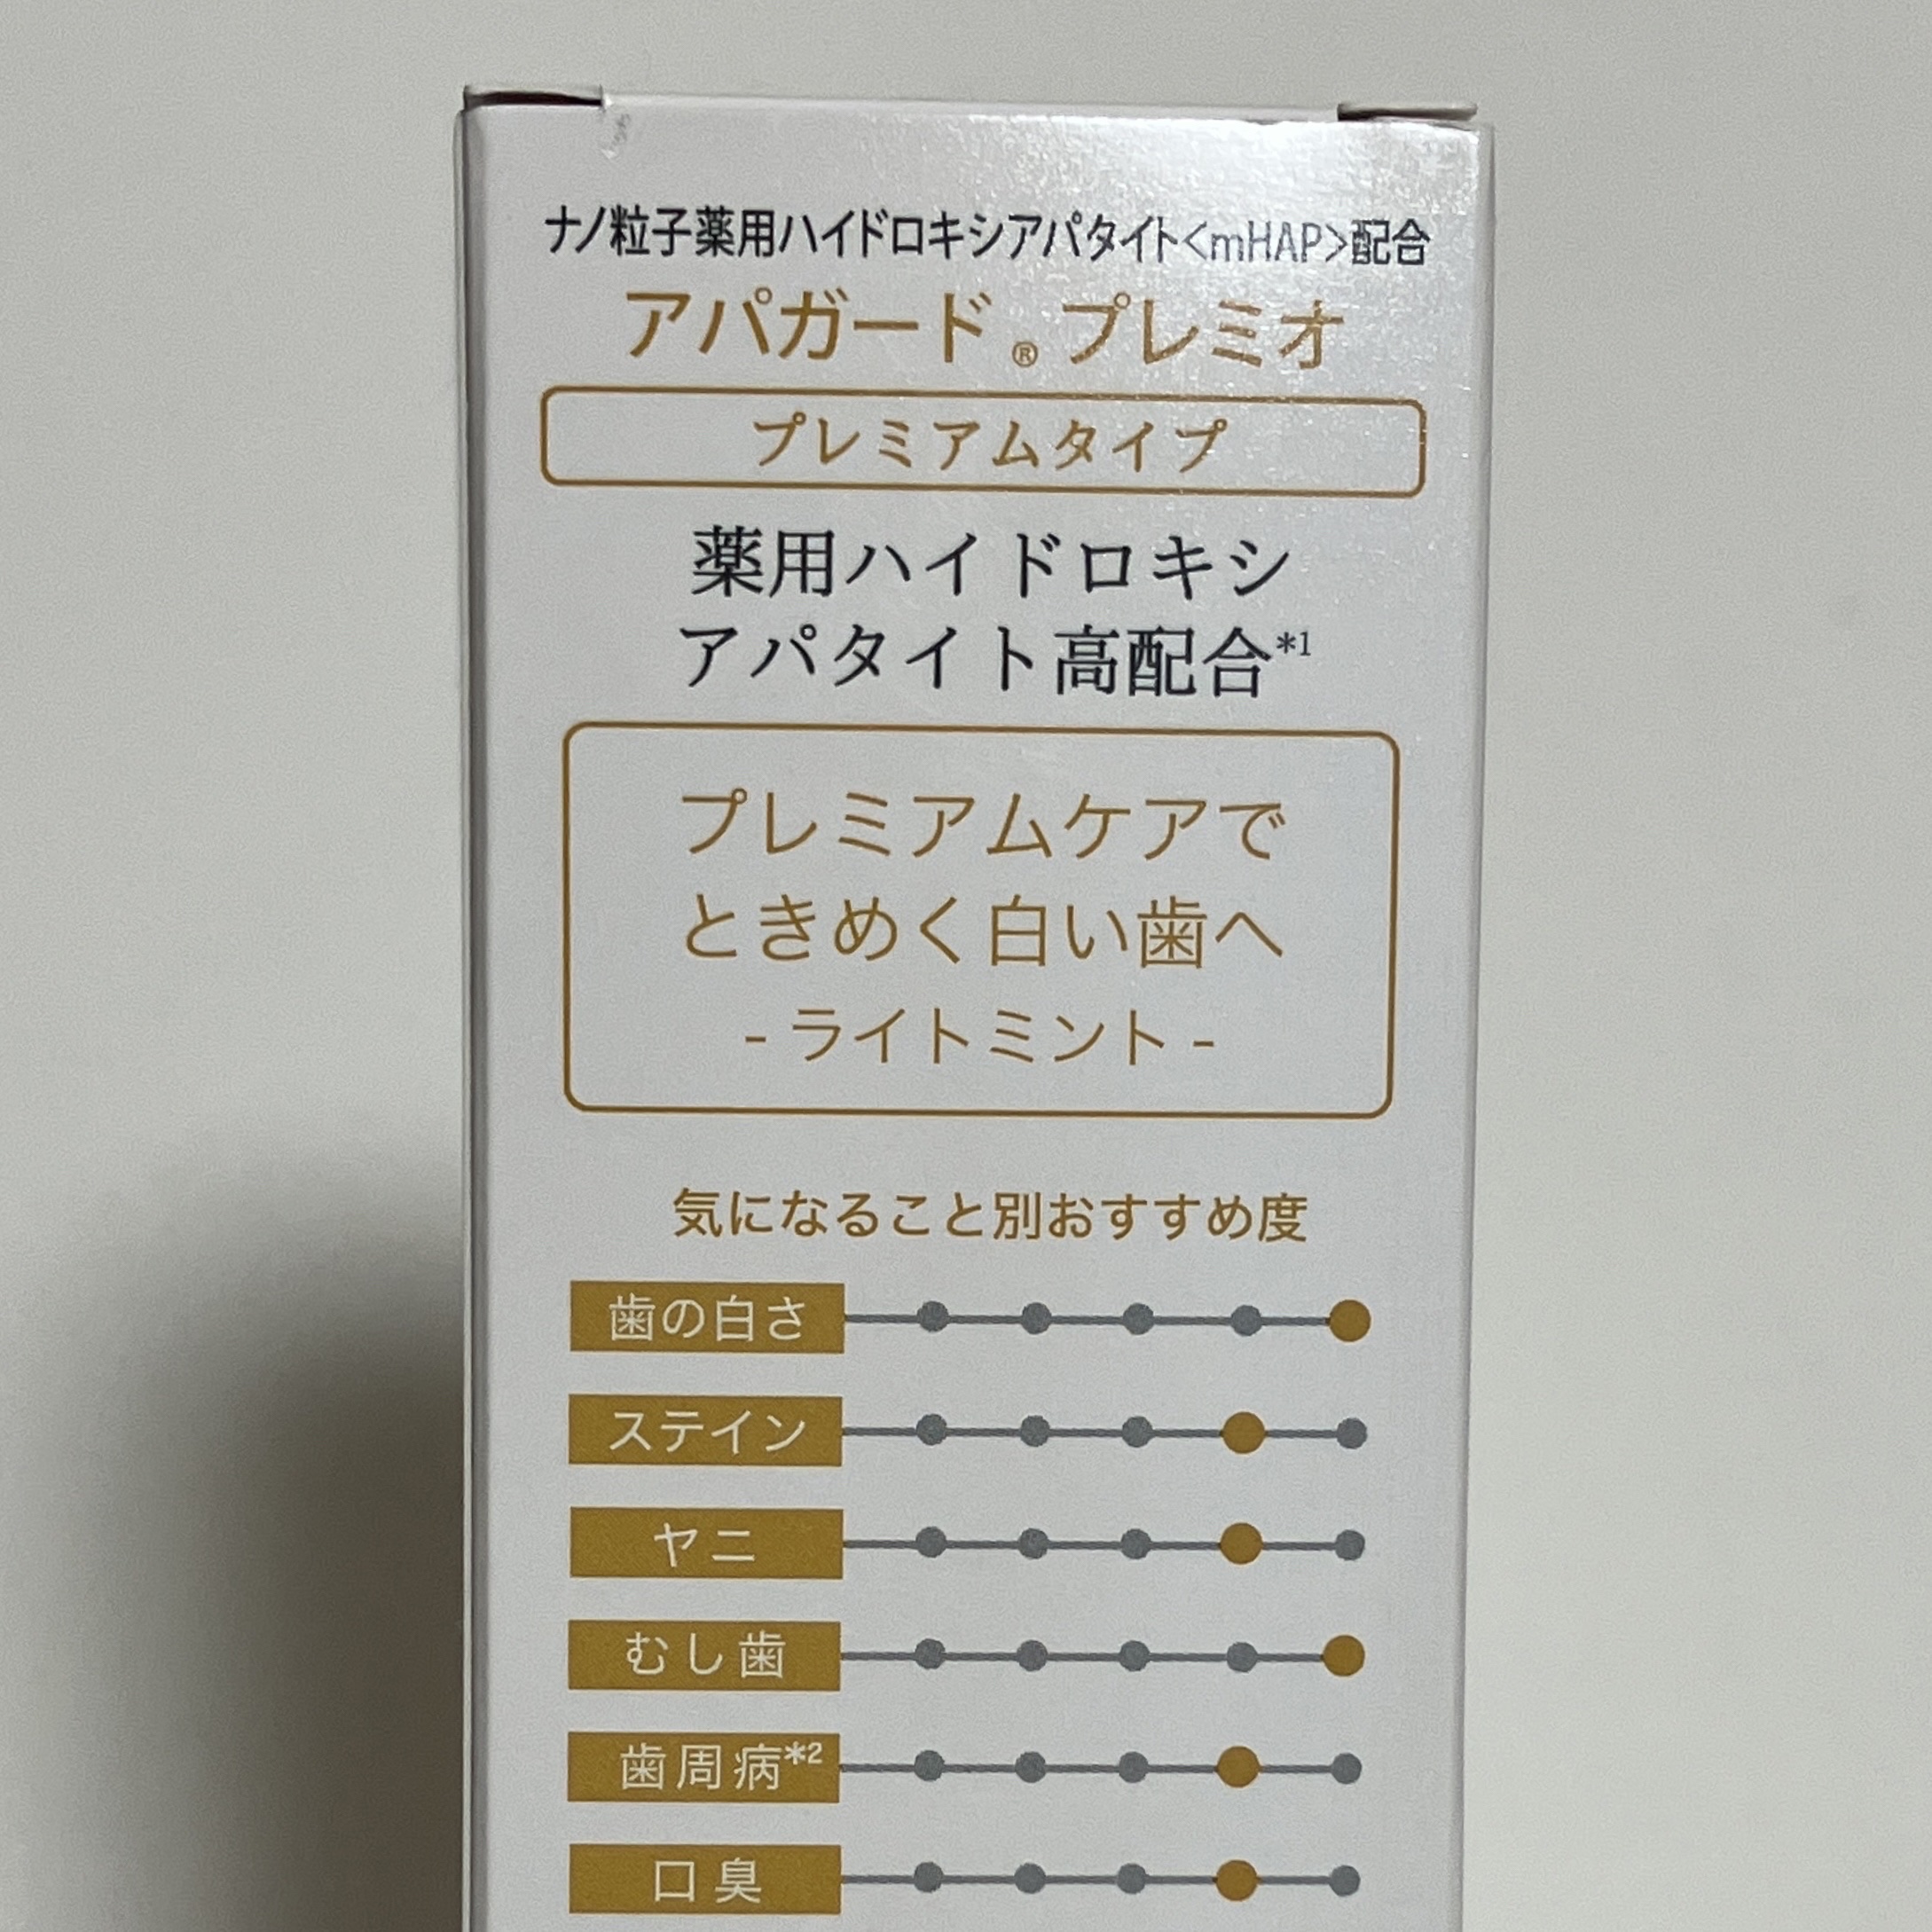 ナノ粒子薬用ハイドロキシアパタイト<mHAP>配合
アパガード®プレミオ
プレミアムタイプ
薬用ハイドロキシ
アパタイト高配合*1
プレミアムケアで
ときめく白い歯へ
- ライトミント -
気になること別おすすめ度
歯の白さ
ステイン
ヤニ
むし歯
歯周病*2
口臭